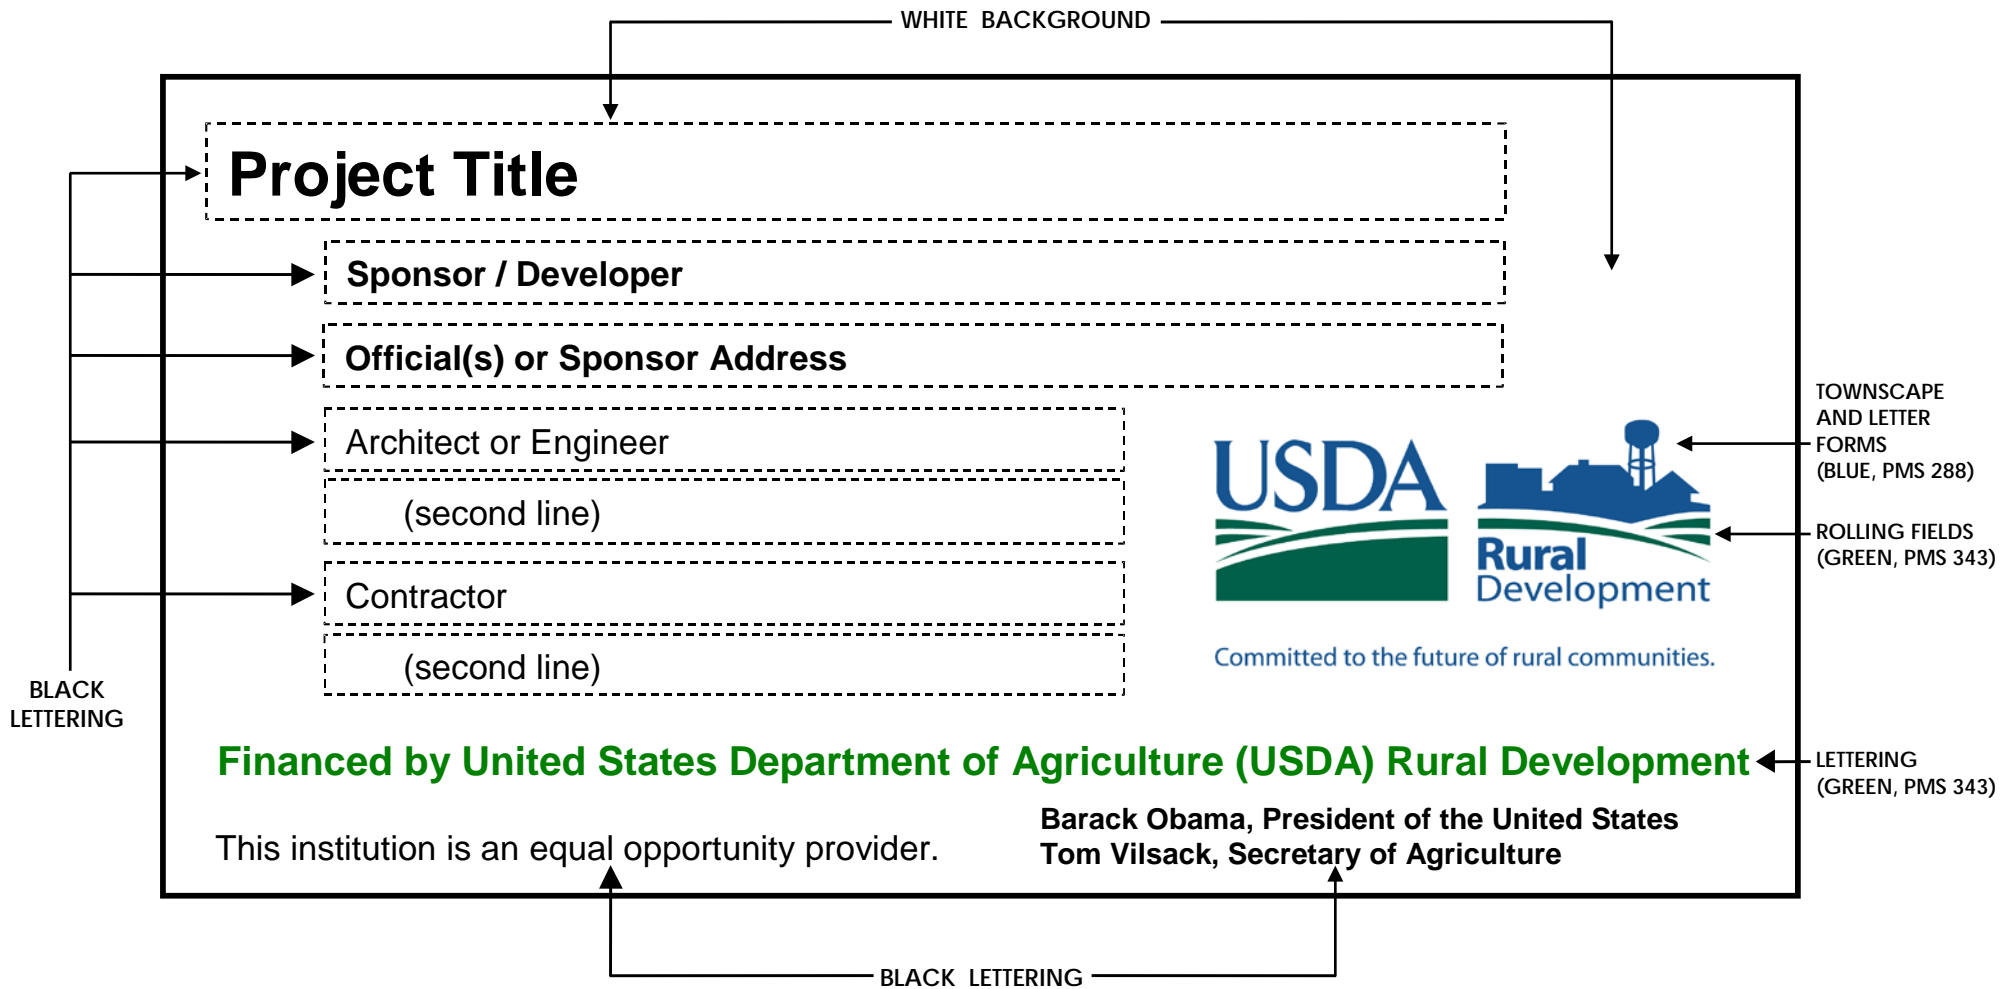 WHITE BACKGROUND
Project Title
Sponsor / Developer
Official(s) or Sponsor Address
Architect or Engineer
(second line)
Contractor
(second line)
BLACK
LETTERING
USDA
Rural
Development
Committed to the future of rural communities.
TOWNSCAPE
AND LETTER
FORMS
(BLUE, PMS 288)
ROLLING FIELDS
(GREEN, PMS 343)
Financed by United States Department of Agriculture (USDA) Rural Development
LETTERING
(GREEN, PMS 343)
This institution is an equal opportunity provider.
Barack Obama, President of the United States
Tom Vilsack, Secretary of Agriculture
BLACK LETTERING